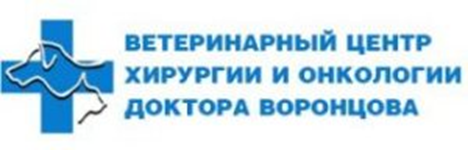 ВЕТЕРИНАРНЫЙ ЦЕНТР
ХИРУРГИИ И ОНКОЛОГИИ
ДОКТОРА ВОРОНЦОВА